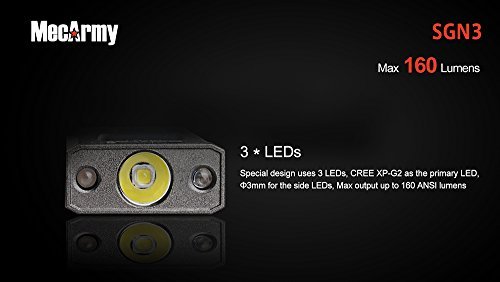 MecArmy
SGN3
Max 160 Lumens
3 * LEDs
Special design uses 3 LEDs, CREE XP-G2 as the primary LED,
Φ3mm for the side LEDs, Max output up to 160 ANSI lumens